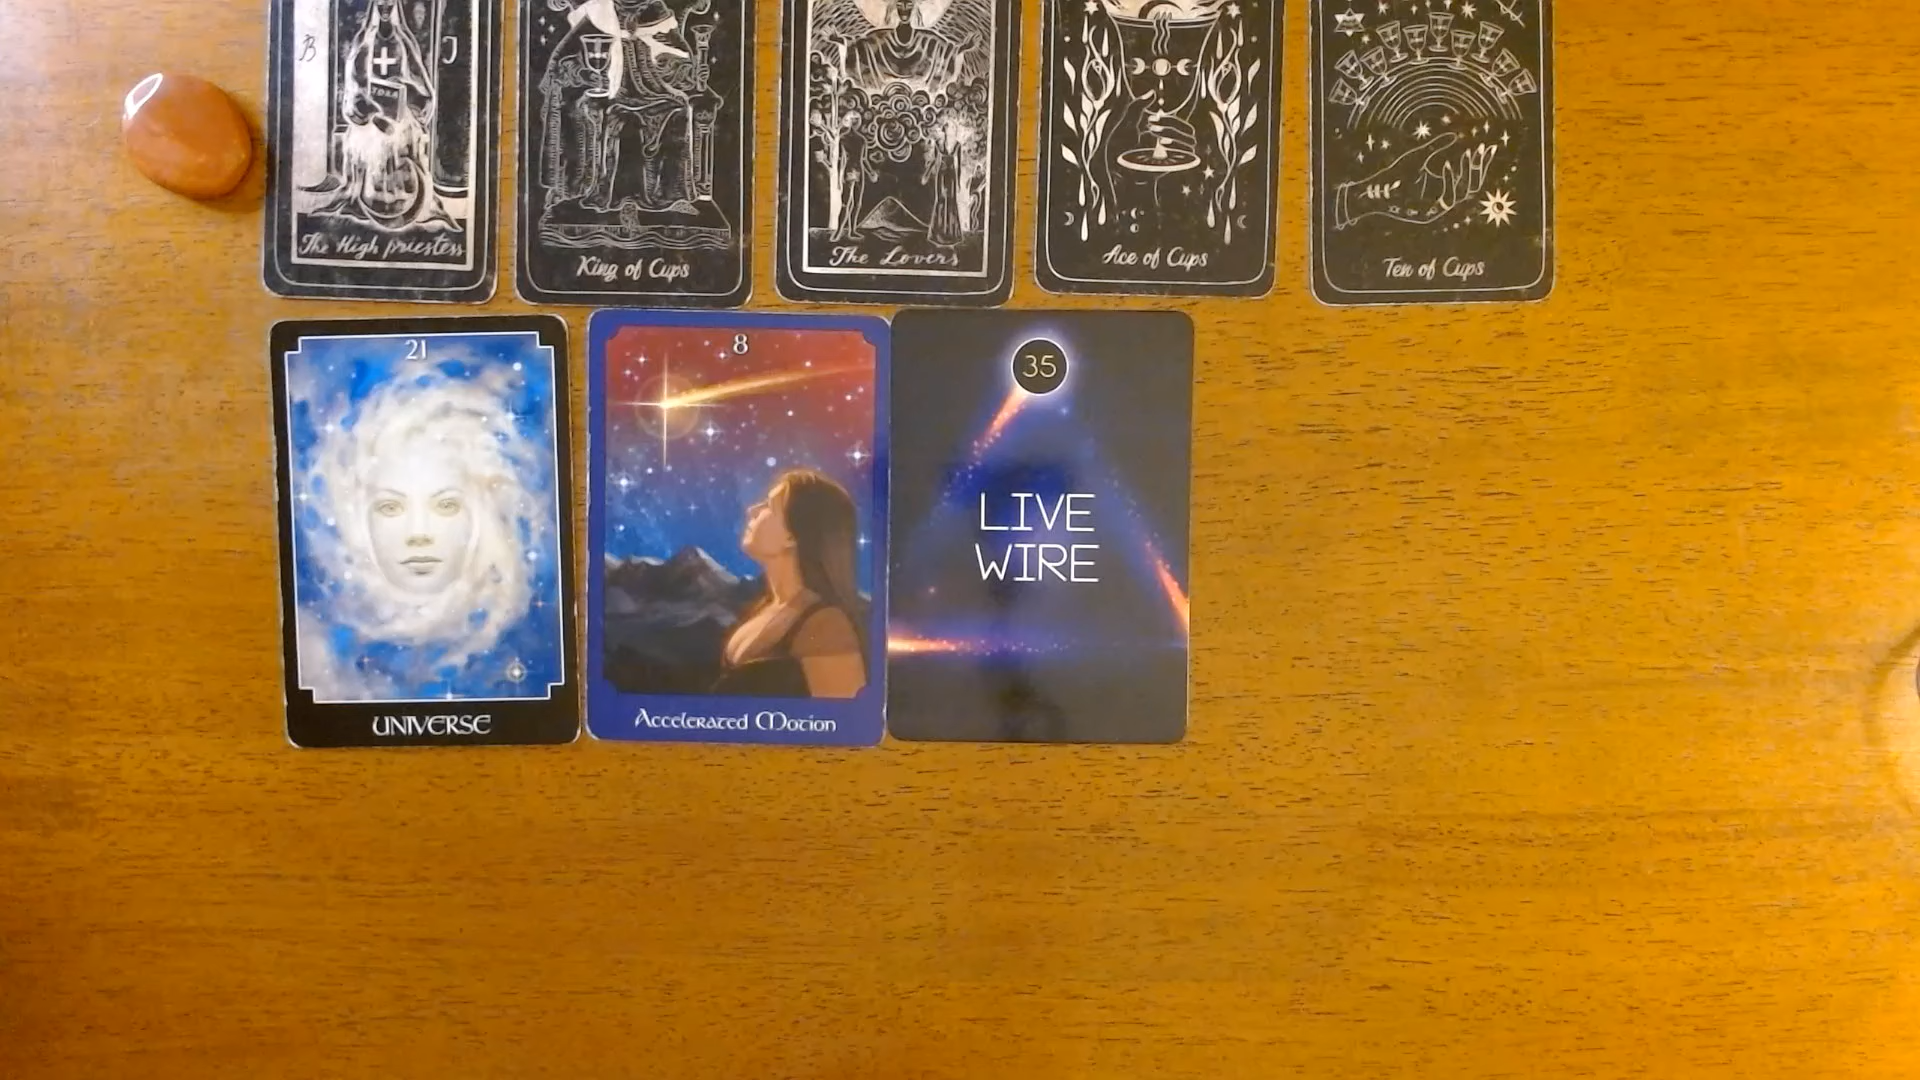 B
J
TORA
The High priestess
King of Cups
The Lovers
Ace of Cups
Ten of Cups
21
UNIVERSE
8
Accelerated Motion
35
LIVE
WIRE